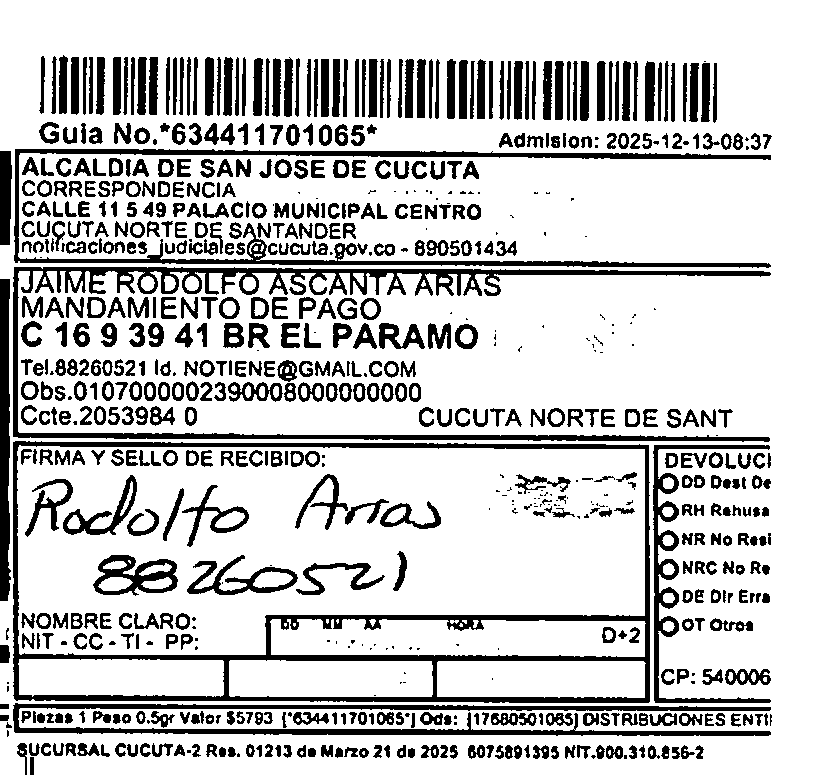 Guia No.*634411701065*
Admision: 2025-12-13-08:37
ALCALDIA DE SAN JOSE DE CUCUTA
CORRESPONDENCIA
CALLE 11 5 49 PALACIO MUNICIPAL CENTRO
CUCUTA NORTE DE SANTANDER
notificaciones_judiciales@cucuta.gov.co - 890501434
JAIME RODOLFO ASCANTA ARIAS
MANDAMIENTO DE PAGO
C 16 9 39 41 BR EL PARAMO
Tel.88260521 Id. NOTIENE@GMAIL.COM
Obs.010700000239000800000000
Ccte.2053984 0 CUCUTA NORTE DE SANT
FIRMA Y SELLO DE RECIBIDO:
Rodolfo Arias
88260521
NOMBRE CLARO:
NIT - CC - TI - PP:
DD MM AA HORA
D+2
DEVOLUCI
DD Dest De
RH Rehusa
NR No Resi
NRC No Re
DE Dir Erra
OT Otros
CP: 540006
Piezas 1 Peso 0.5gr Valor $5793 [*634411701065*] Ods: [17680501065] DISTRIBUCIONES ENTI
SUCURSAL CUCUTA-2 Res. 01213 de Marzo 21 de 2025 6075891395 NIT.900.310.856-2